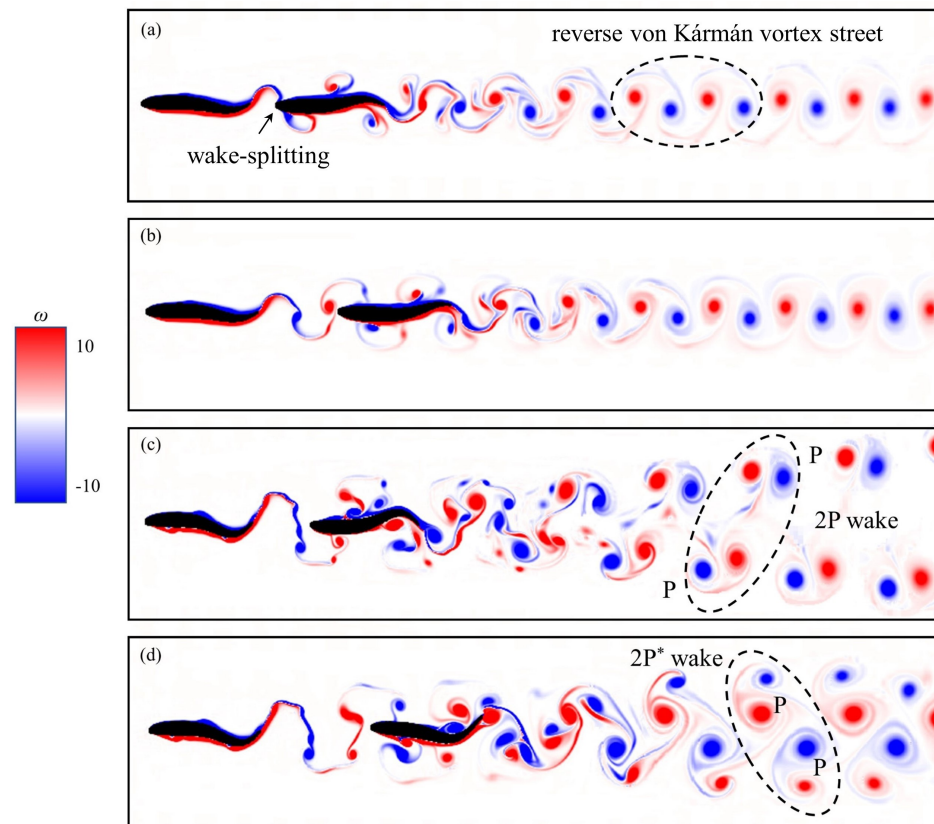 (a)
reverse von Kármán vortex street
wake-splitting
(b)
ω
10
-10
(c)
P
2P wake
P
(d)
2P* wake
P
P